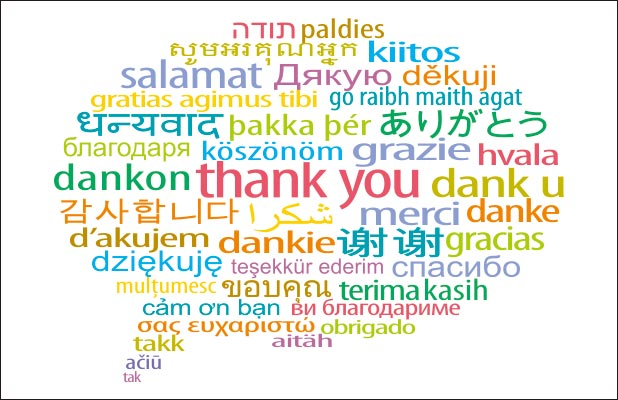 תודה paldies
សូមអរគុណអ្នក kiitos
salamat Дякую děkuji
gratias agimus tibi go raibh maith agat
धन्यवाद þakka þér ありがとう
благодаря köszönöm grazie hvala
dankon thank you dank u
감사합니다 شكرا merci danke
d’akujem dankie 谢谢 gracias
dziękuję teşekkür ederim спасибо
mulţumesc ขอบคุณ terima kasih
cảm ơn bạn ви благодариме
σας ευχαριστώ obrigado
takk aitäh
ačiū
tak